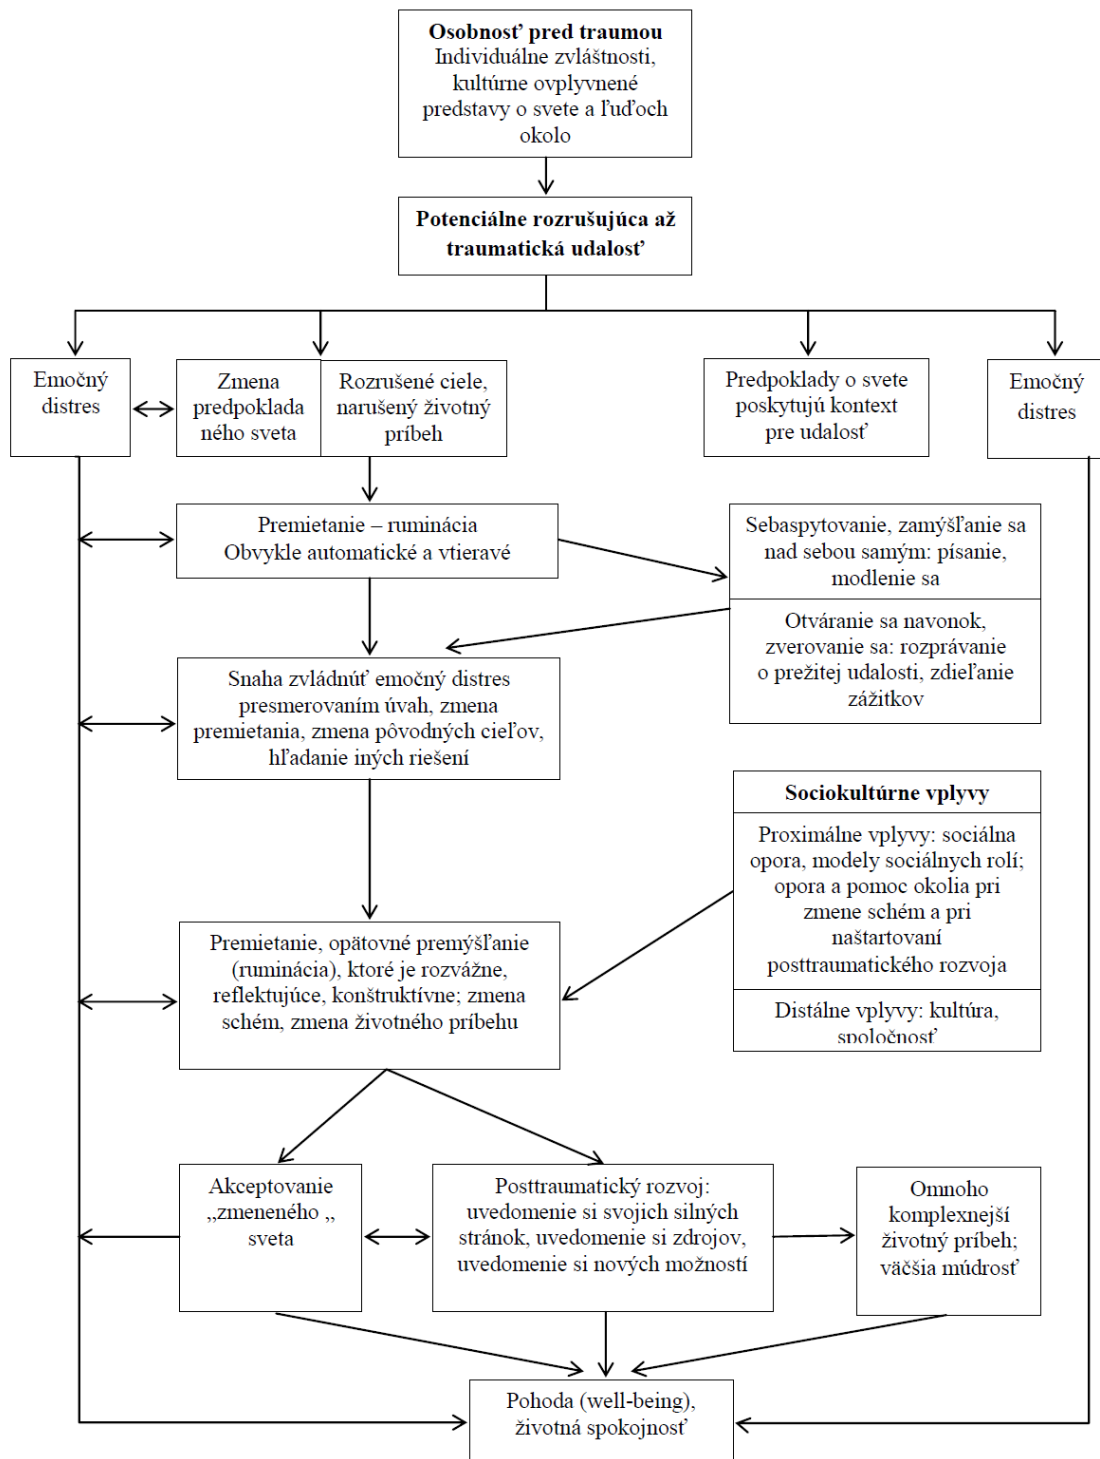 Osobnosť pred traumou
Individuálne zvláštnosti,
kultúrne ovplyvnené
predstavy o svete a ľuďoch
okolo
Potenciálne rozrušujúca až
traumatická udalosť
Emočný
distres
Zmena
predpoklada
ného sveta
Rozrušené ciele,
narušený životný
príbeh
Predpoklady o svete
poskytujú kontext
pre udalosť
Emočný
distres
Premietanie – ruminácia
Obvykle automatické a vtieravé
Sebaspytovanie, zamýšľanie sa
nad sebou samým: písanie,
modlenie sa
Otváranie sa navonok,
zverovanie sa: rozprávanie
o prežitej udalosti, zdieľanie
zážitkov
Snaha zvládnúť emočný distres
presmerovaním úvah, zmena
premietania, zmena pôvodných cieľov,
hľadanie iných riešení
Sociokultúrne vplyvy
Proximálne vplyvy: sociálna
opora, modely sociálnych rolí;
opora a pomoc okolia pri
zmene schém a pri
naštartovaní
posttraumatického rozvoja
Distálne vplyvy: kultúra,
spoločnosť
Premietanie, opätovné premýšľanie
(ruminácia), ktoré je rozvážne,
reflektujúce, konštruktívne; zmena
schém, zmena životného príbehu
Akceptovanie
„zmeneného „
sveta
Posttraumatický rozvoj:
uvedomenie si svojich silných
stránok, uvedomenie si zdrojov,
uvedomenie si nových možností
Omnoho
komplexnejší
životný príbeh;
väčšia múdrosť
Pohoda (well-being),
životná spokojnosť